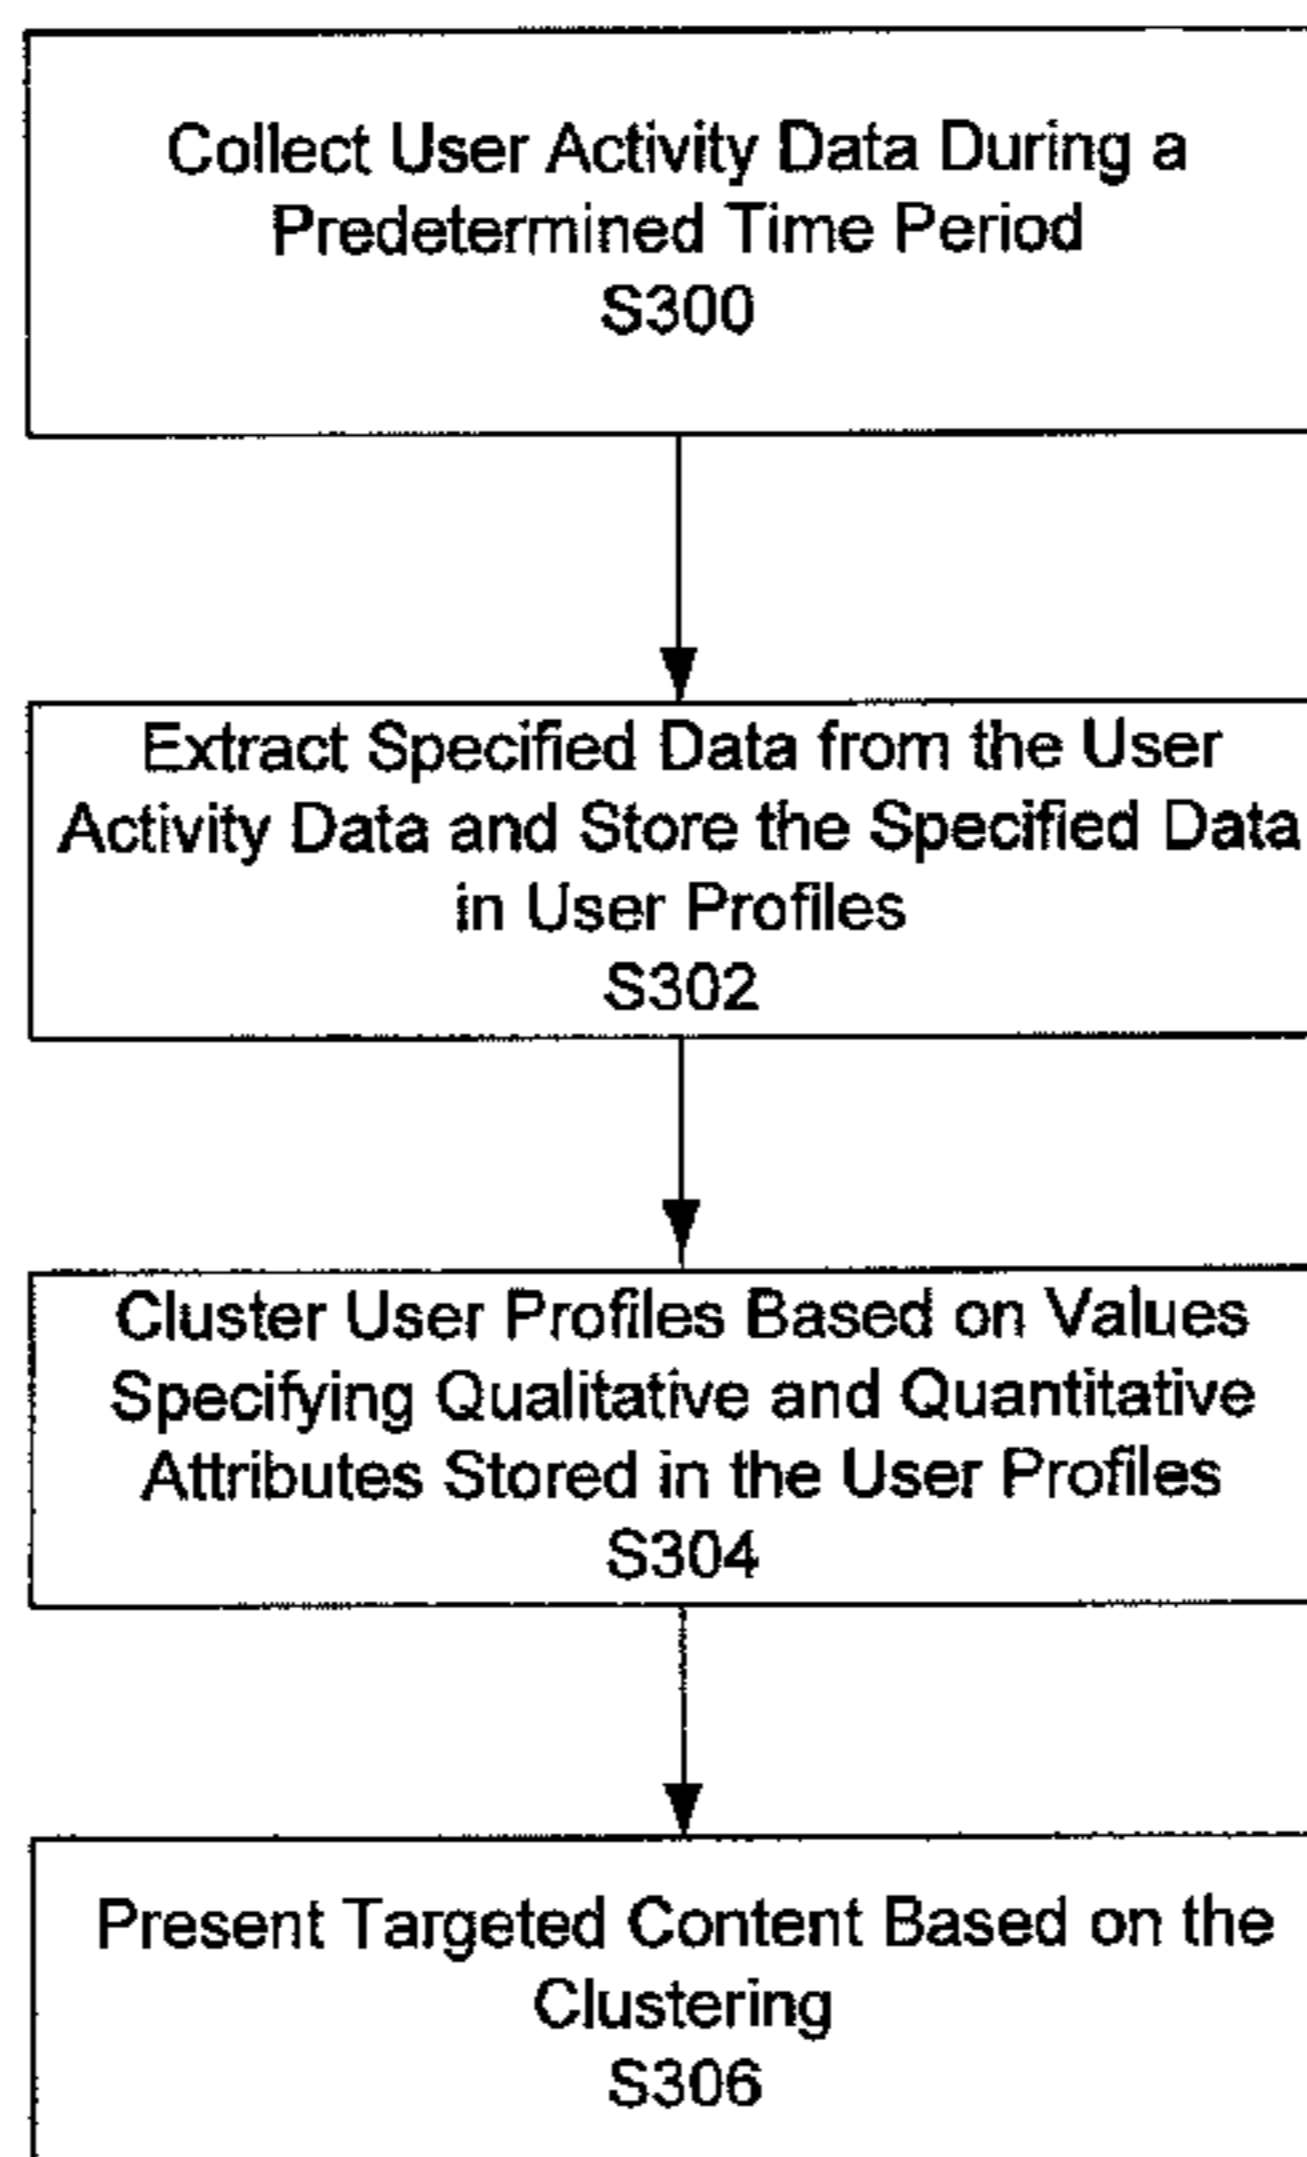 Collect User Activity Data During a
Predetermined Time Period
S300
Extract Specified Data from the User
Activity Data and Store the Specified Data
in User Profiles
S302
Cluster User Profiles Based on Values
Specifying Qualitative and Quantitative
Attributes Stored in the User Profiles
S304
Present Targeted Content Based on the
Clustering
S306